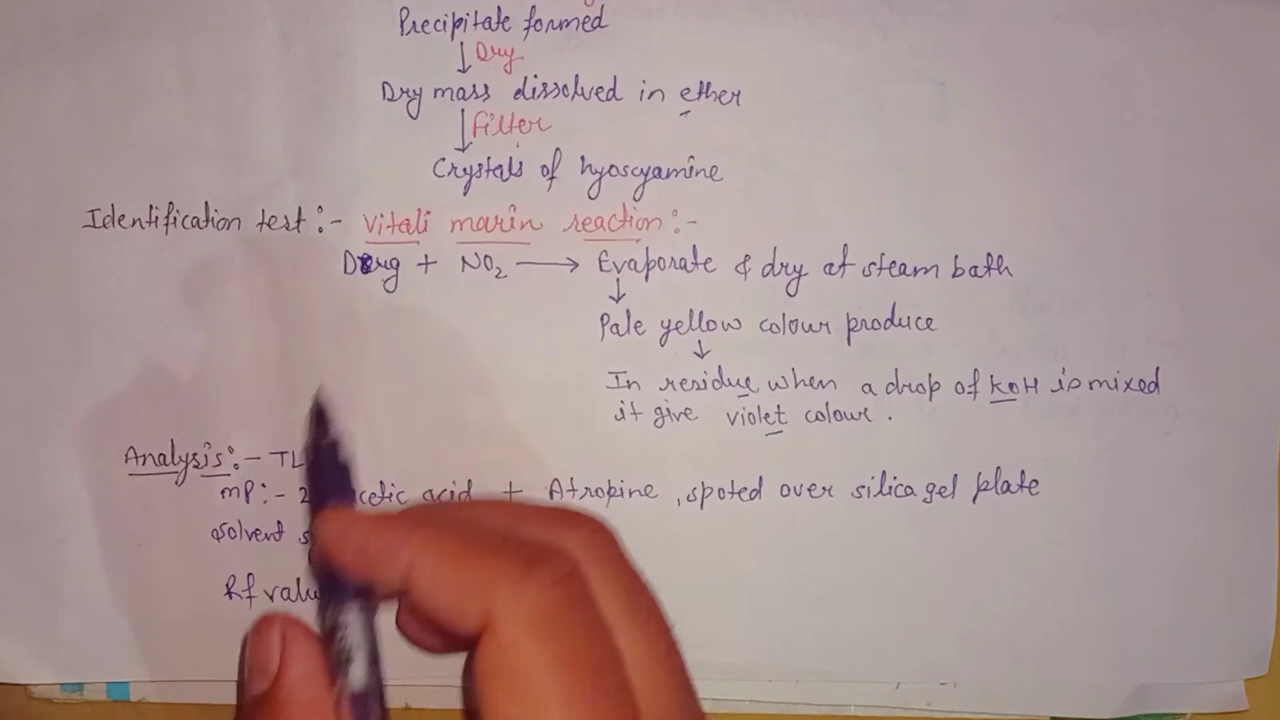 Precipitate formed
Dry
Dry mass dissolved in ether
filter
Crystals of hyoscyamine
Identification test:- Vitali marin reaction:-
Drug + NO2 → Evaporate & dry at steam bath
Pale yellow colour produce
In residue when a drop of KOH is mixed
it give violet colour.
Analysis:- TL
MP:- acid + Atropine, spoted over silica gel plate
solvent
Rf